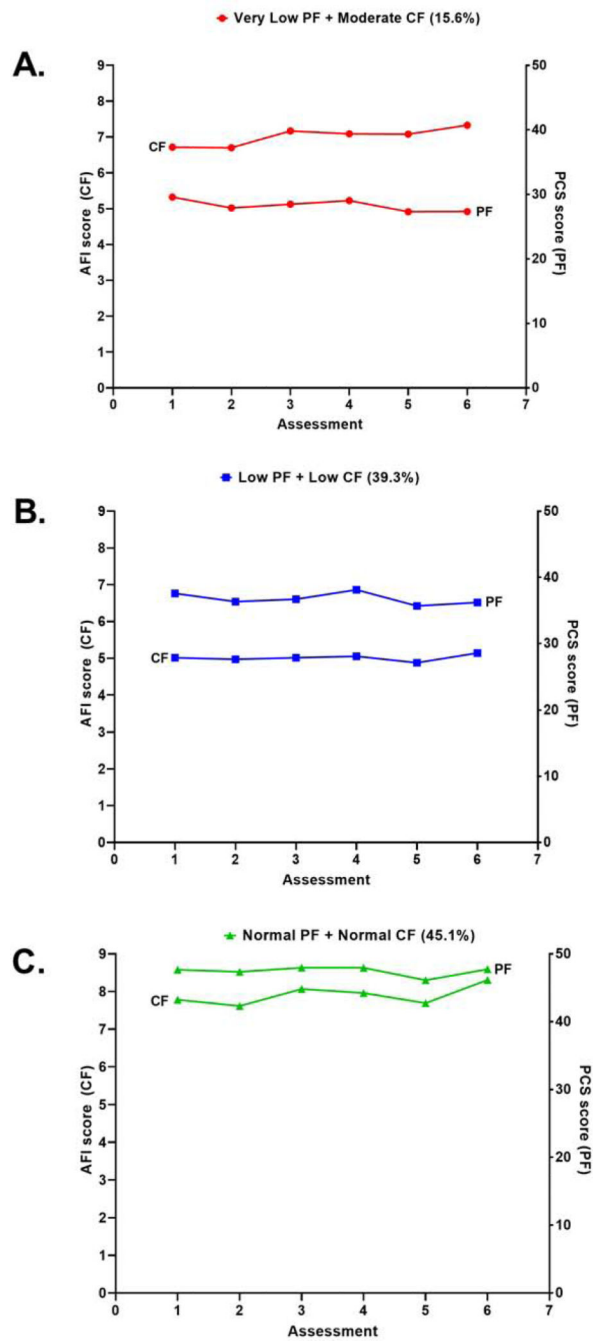 Very Low PF + Moderate CF (15.6%)
A.
9
8
7
6
5
4
3
2
1
0
AFI score (CF)
CF
PF
50
40
30
20
10
0
PCS score (PF)
0 1 2 3 4 5 6 7
Assessment
Low PF + Low CF (39.3%)
B.
9
8
7
6
5
4
3
2
1
0
AFI score (CF)
PF
CF
50
40
30
20
10
0
PCS score (PF)
0 1 2 3 4 5 6 7
Assessment
Normal PF + Normal CF (45.1%)
C.
9
8
7
6
5
4
3
2
1
0
AFI score (CF)
PF
CF
50
40
30
20
10
0
PCS score (PF)
0 1 2 3 4 5 6 7
Assessment